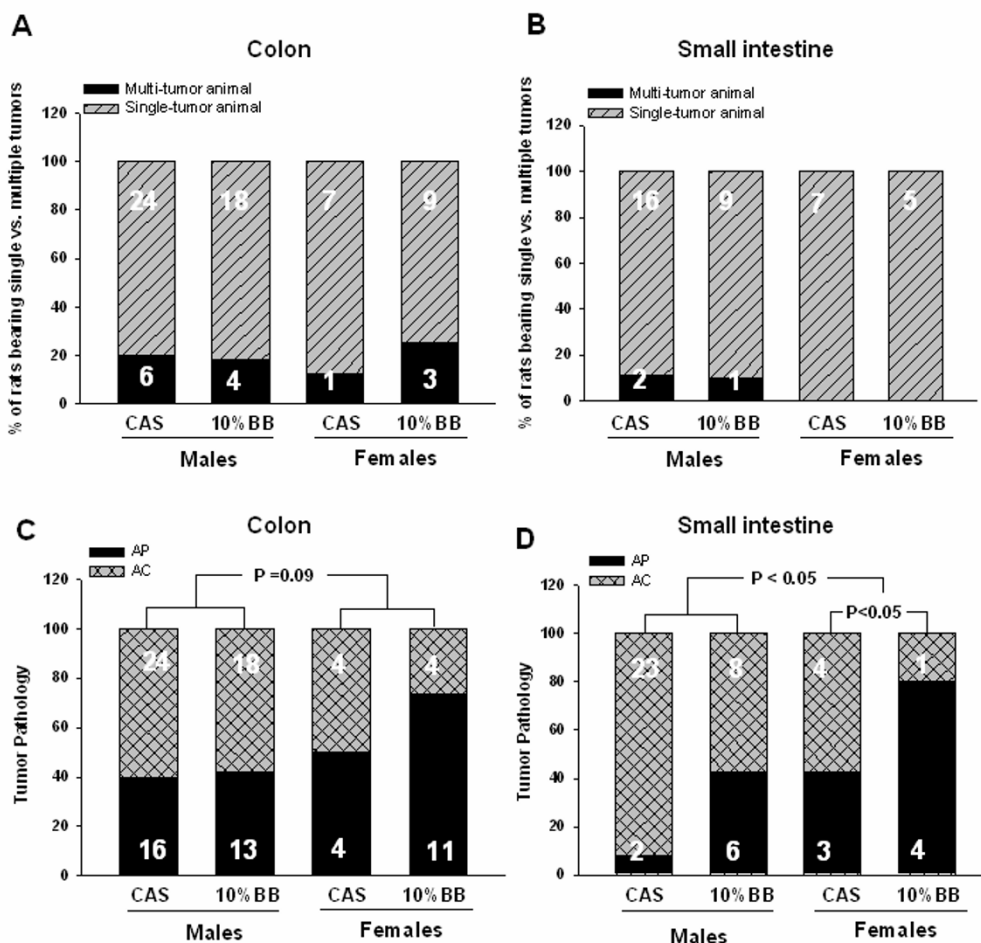 A
Colon
Multi-tumor animal
Single-tumor animal
% of rats bearing single vs. multiple tumors
120
100
80
60
40
20
0
24
18
7
9
6
4
1
3
CAS
10% BB
CAS
10% BB
Males
Females
B
Small intestine
Multi-tumor animal
Single-tumor animal
% of rats bearing single vs. multiple tumors
120
100
80
60
40
20
0
16
9
7
5
2
1
CAS
10% BB
CAS
10% BB
Males
Females
C
Colon
AP
AC
Tumor Pathology
120
100
80
60
40
20
0
P =0.09
24
18
4
4
16
13
4
11
CAS
10% BB
CAS
10% BB
Males
Females
D
Small intestine
AP
AC
Tumor Pathology
120
100
80
60
40
20
0
P < 0.05
P<0.05
23
8
4
1
2
6
3
4
CAS
10% BB
CAS
10% BB
Males
Females